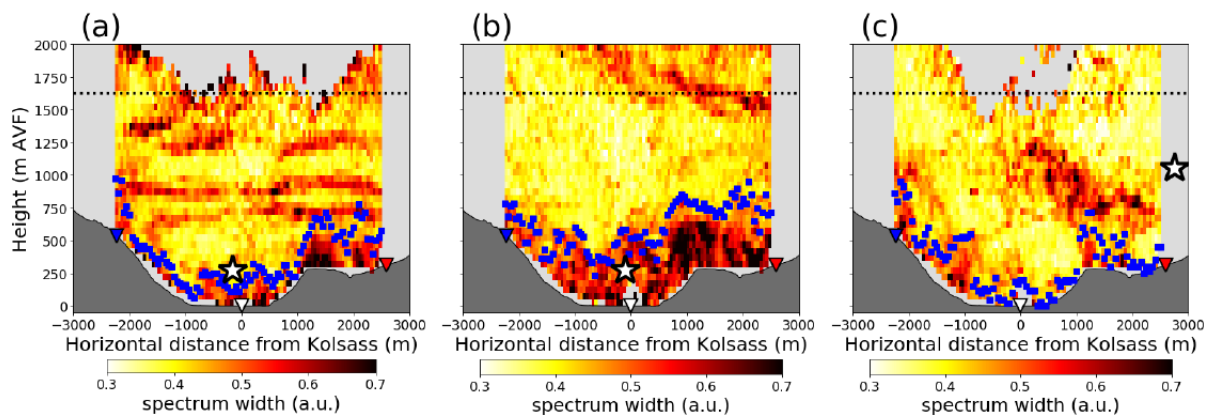 (a) (b) (c)
2000
1750
1500
1250
1000
750
500
250
0
Height (m AVF)
−3000 −2000 −1000 0 1000 2000 3000 −3000 −2000 −1000 0 1000 2000 3000 −3000 −2000 −1000 0 1000 2000 3000
Horizontal distance from Kolsass (m) Horizontal distance from Kolsass (m) Horizontal distance from Kolsass (m)
0.3 0.4 0.5 0.6 0.7 0.3 0.4 0.5 0.6 0.7 0.3 0.4 0.5 0.6 0.7
spectrum width (a.u.) spectrum width (a.u.) spectrum width (a.u.)